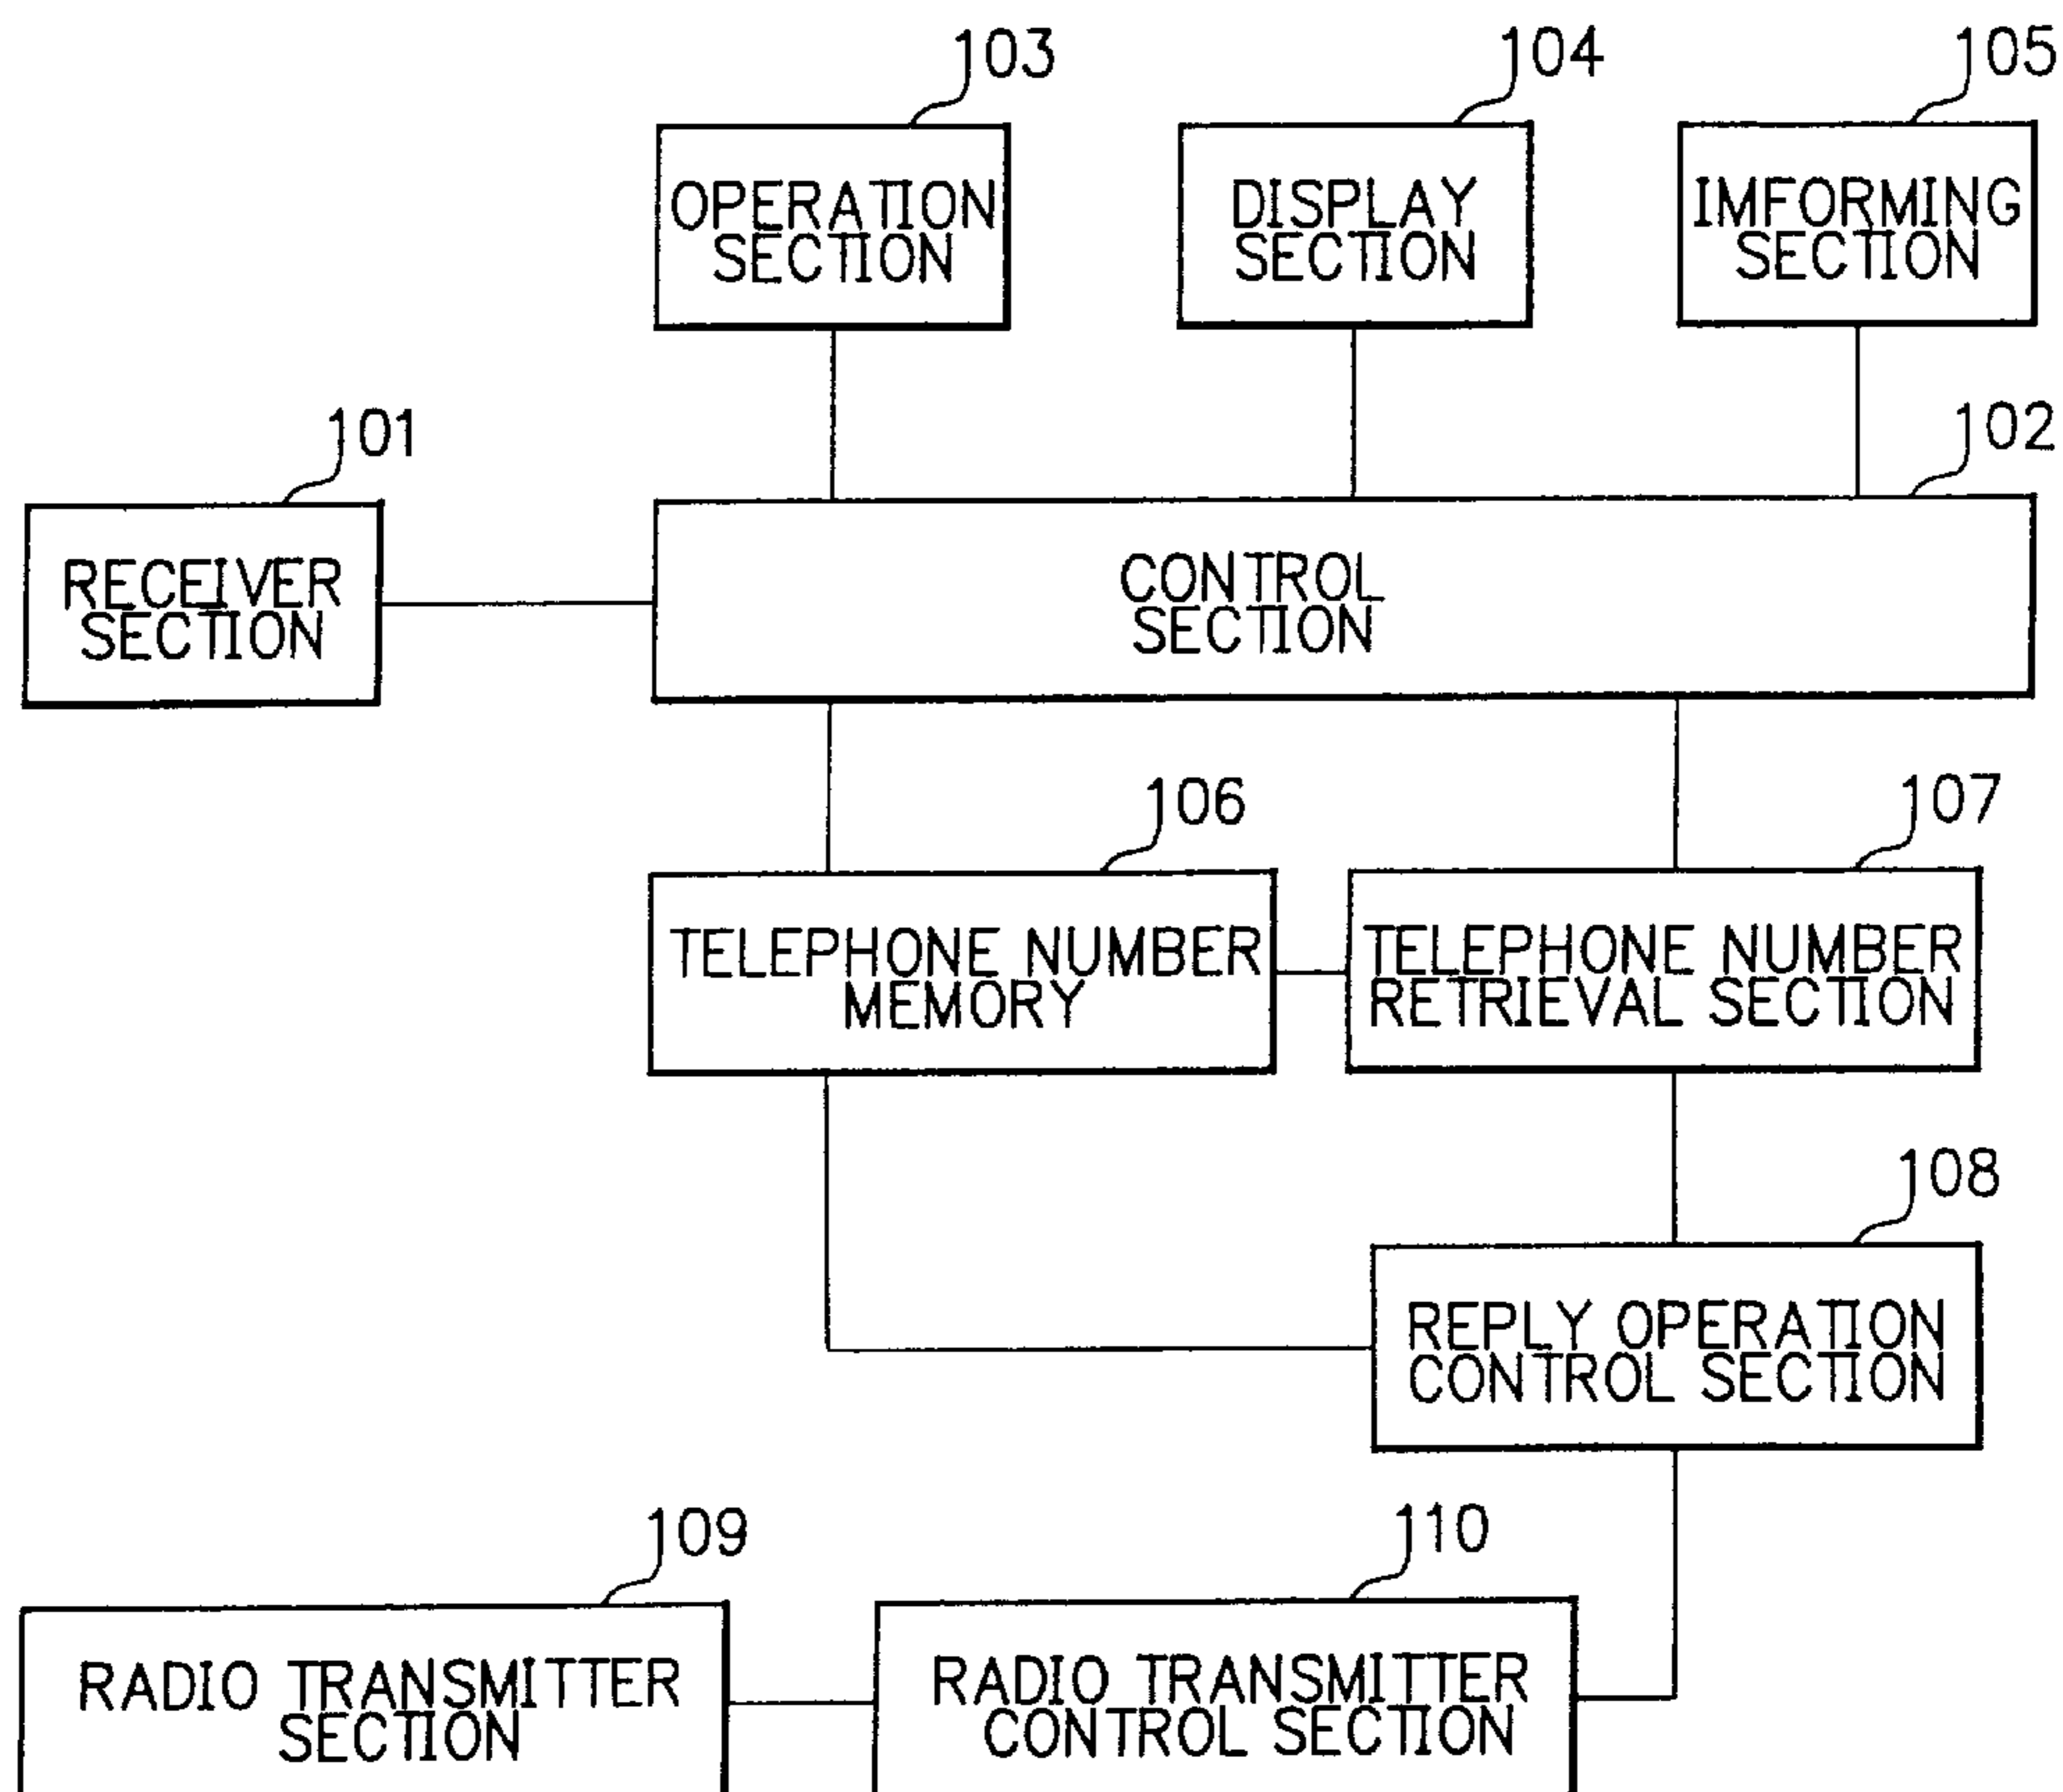 103
104
105
OPERATION
SECTION
DISPLAY
SECTION
IMFORMING
SECTION
101
102
RECEIVER
SECTION
CONTROL
SECTION
106
107
TELEPHONE NUMBER
MEMORY
TELEPHONE NUMBER
RETRIEVAL SECTION
108
REPLY OPERATION
CONTROL SECTION
109
110
RADIO TRANSMITTER
SECTION
RADIO TRANSMITTER
CONTROL SECTION